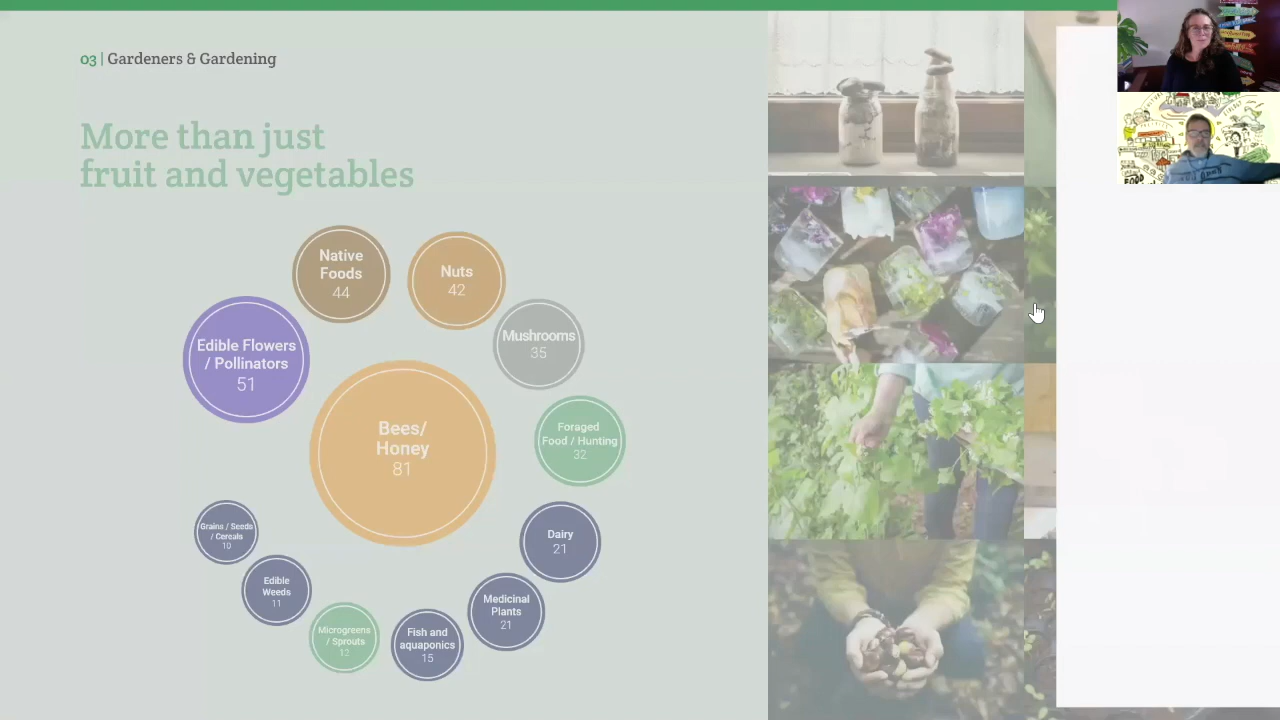 03 | Gardeners & Gardening
More than just
fruit and vegetables
Native
Foods
44
Nuts
42
Edible Flowers
/ Pollinators
51
Mushrooms
35
Bees/
Honey
81
Foraged
Food / Hunting
32
Grains / Seeds
/ Cereals
10
Dairy
21
Edible
Weeds
11
Medicinal
Plants
21
Microgreens
/ Sprouts
12
Fish and
aquaponics
15
FOOD